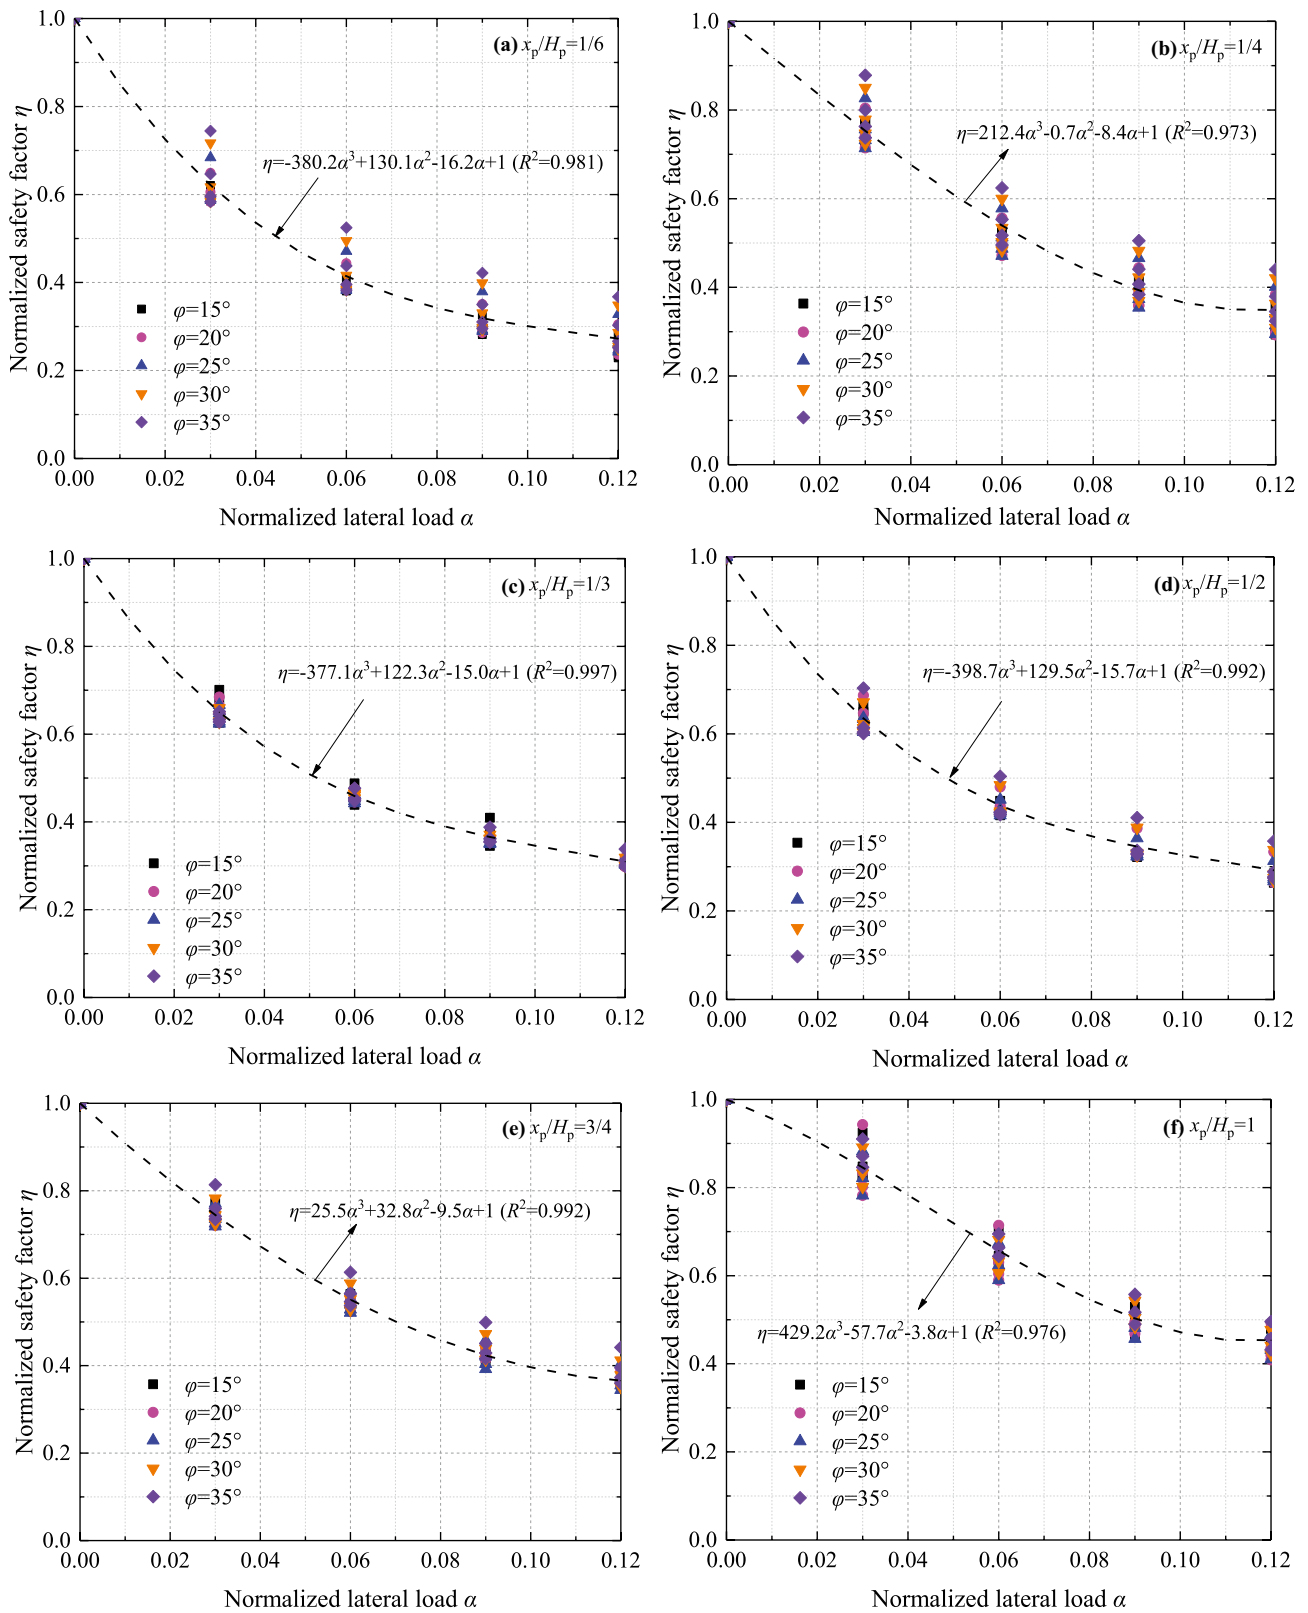 (a) xp/Hp=1/6
η=-380.2α³+130.1α²-16.2α+1 (R²=0.981)
φ=15°
φ=20°
φ=25°
φ=30°
φ=35°
1.0
0.8
0.6
0.4
0.2
0.0
0.00 0.02 0.04 0.06 0.08 0.10 0.12
Normalized safety factor η
Normalized lateral load α
(b) xp/Hp=1/4
η=212.4α³-0.7α²-8.4α+1 (R²=0.973)
φ=15°
φ=20°
φ=25°
φ=30°
φ=35°
1.0
0.8
0.6
0.4
0.2
0.0
0.00 0.02 0.04 0.06 0.08 0.10 0.12
Normalized safety factor η
Normalized lateral load α
(c) xp/Hp=1/3
η=-377.1α³+122.3α²-15.0α+1 (R²=0.997)
φ=15°
φ=20°
φ=25°
φ=30°
φ=35°
1.0
0.8
0.6
0.4
0.2
0.0
0.00 0.02 0.04 0.06 0.08 0.10 0.12
Normalized safety factor η
Normalized lateral load α
(d) xp/Hp=1/2
η=-398.7α³+129.5α²-15.7α+1 (R²=0.992)
φ=15°
φ=20°
φ=25°
φ=30°
φ=35°
1.0
0.8
0.6
0.4
0.2
0.0
0.00 0.02 0.04 0.06 0.08 0.10 0.12
Normalized safety factor η
Normalized lateral load α
(e) xp/Hp=3/4
η=25.5α³+32.8α²-9.5α+1 (R²=0.992)
φ=15°
φ=20°
φ=25°
φ=30°
φ=35°
1.0
0.8
0.6
0.4
0.2
0.0
0.00 0.02 0.04 0.06 0.08 0.10 0.12
Normalized safety factor η
Normalized lateral load α
(f) xp/Hp=1
η=429.2α³-57.7α²-3.8α+1 (R²=0.976)
φ=15°
φ=20°
φ=25°
φ=30°
φ=35°
1.0
0.8
0.6
0.4
0.2
0.0
0.00 0.02 0.04 0.06 0.08 0.10 0.12
Normalized safety factor η
Normalized lateral load α